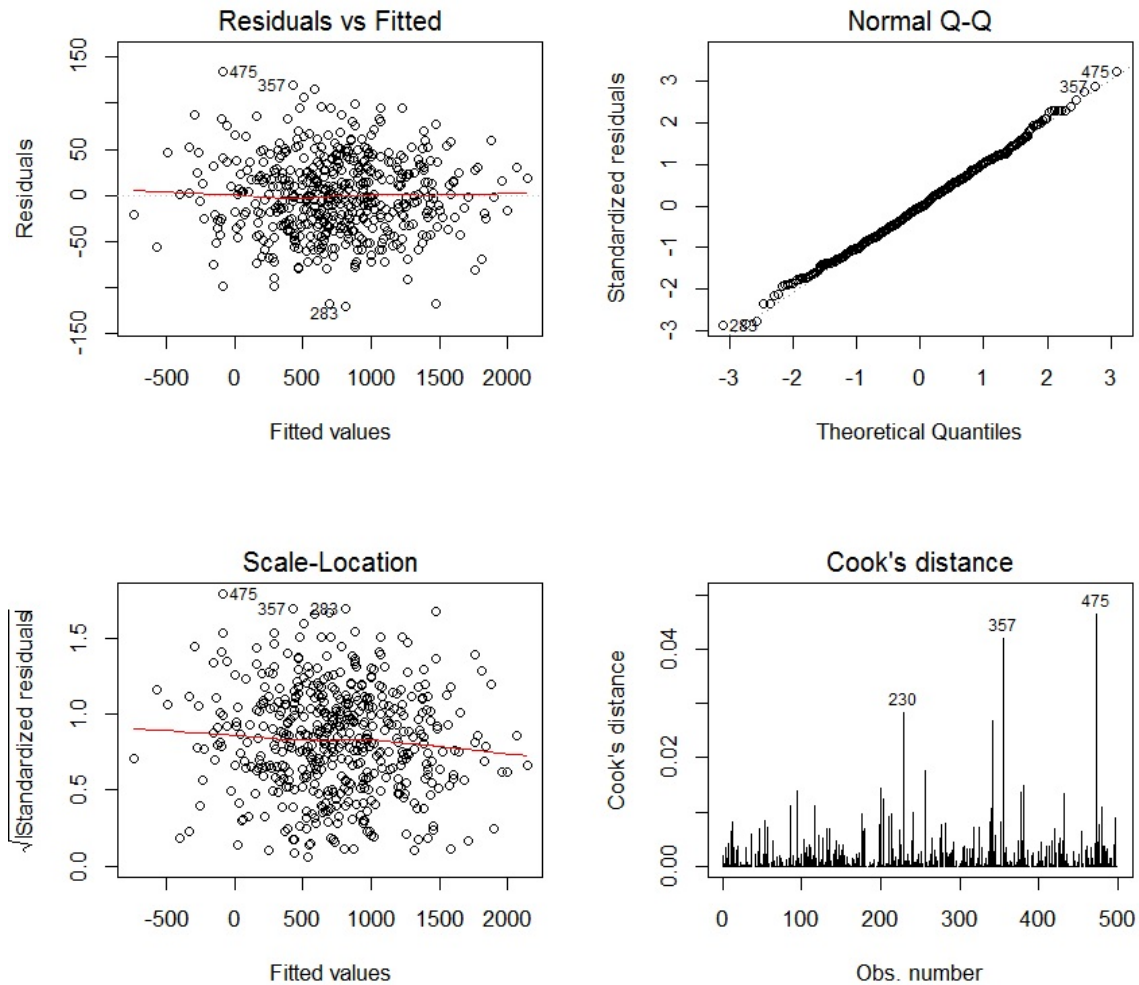 Residuals vs Fitted
Residuals
150
50
0
-50
-150
475
357
283
-500 0 500 1000 1500 2000
Fitted values
Normal Q-Q
Standardized residuals
3
2
1
0
-1
-2
-3
475
357
283
-3 -2 -1 0 1 2 3
Theoretical Quantiles
Scale-Location
√|Standardized residuals|
1.5
1.0
0.5
0.0
475
357
283
-500 0 500 1000 1500 2000
Fitted values
Cook's distance
Cook's distance
0.04
0.02
0.00
475
357
230
0 100 200 300 400 500
Obs. number